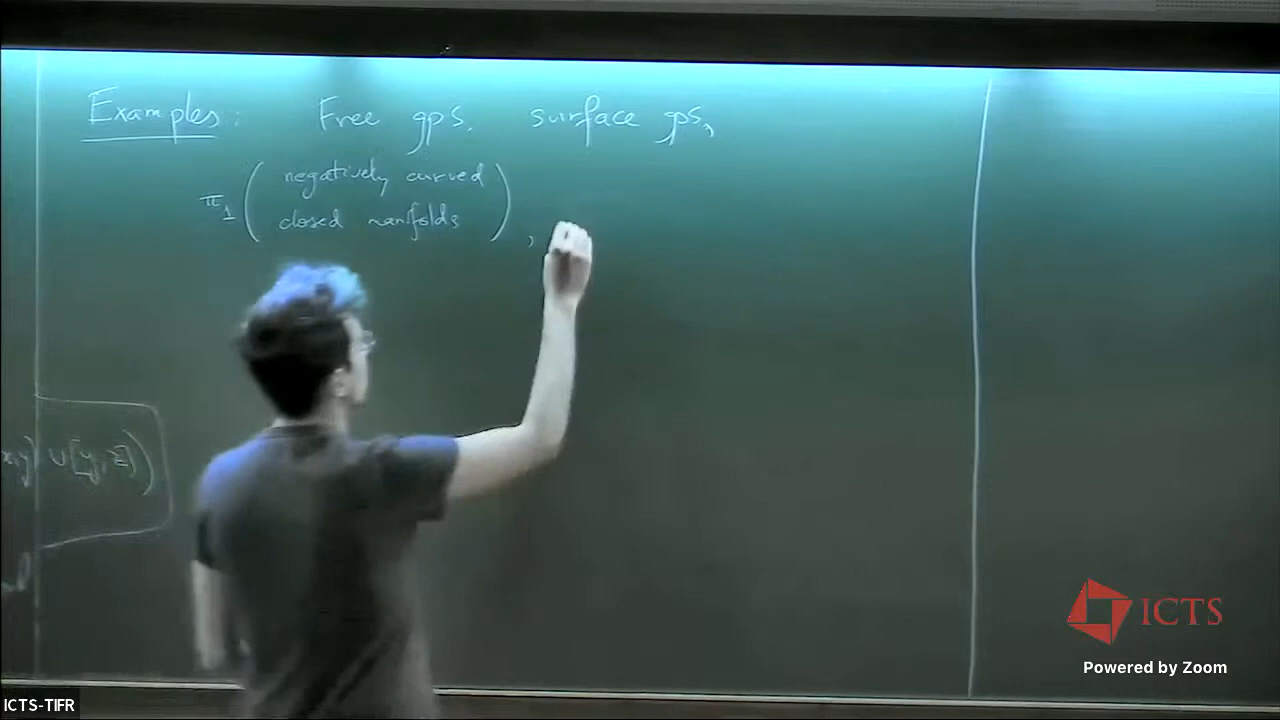 Examples : Free gps. surface gps,
π₁ ( negatively curved
closed manifolds ) ,
x,y] ∪ [y, z])
ICTS
Powered by Zoom
ICTS-TIFR